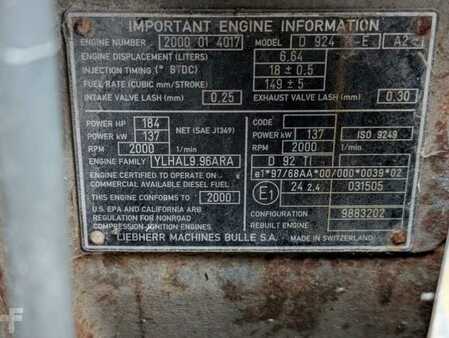 IMPORTANT ENGINE INFORMATION
ENGINE NUMBER 2000 01 4017 MODEL D 924 -E A2-
ENGINE DISPLACEMENT (LITERS) 6.64
INJECTION TIMING (° BTDC) 18 ± 0.5
FUEL RATE (CUBIC mm/STROKE) 149 ± 5
INTAKE VALVE LASH (mm) 0.25 EXHAUST VALVE LASH (mm) 0.30
POWER HP 184 CODE
POWER kW 137 NET (SAE J1349) POWER kW 137 ISO 9249
RPM 2000 RPM 2000
ENGINE FAMILY YLHAL9.96ARA D 92 TI
ENGINE CERTIFIED TO OPERATE ON e1*97/68AA*00/000*0039*02
COMMERCIAL AVAILABLE DIESEL FUEL E1 24 2.4 031505
THIS ENGINE CONFORMS TO 2000
U.S. EPA AND CALIFORNIA ARB CONFIGURATION 9883202
REGULATION FOR NONROAD
COMPRESSION IGNITION ENGINES REBUILT ENGINE
LIEBHERR MACHINES BULLE S.A. MADE IN SWITZERLAND
F